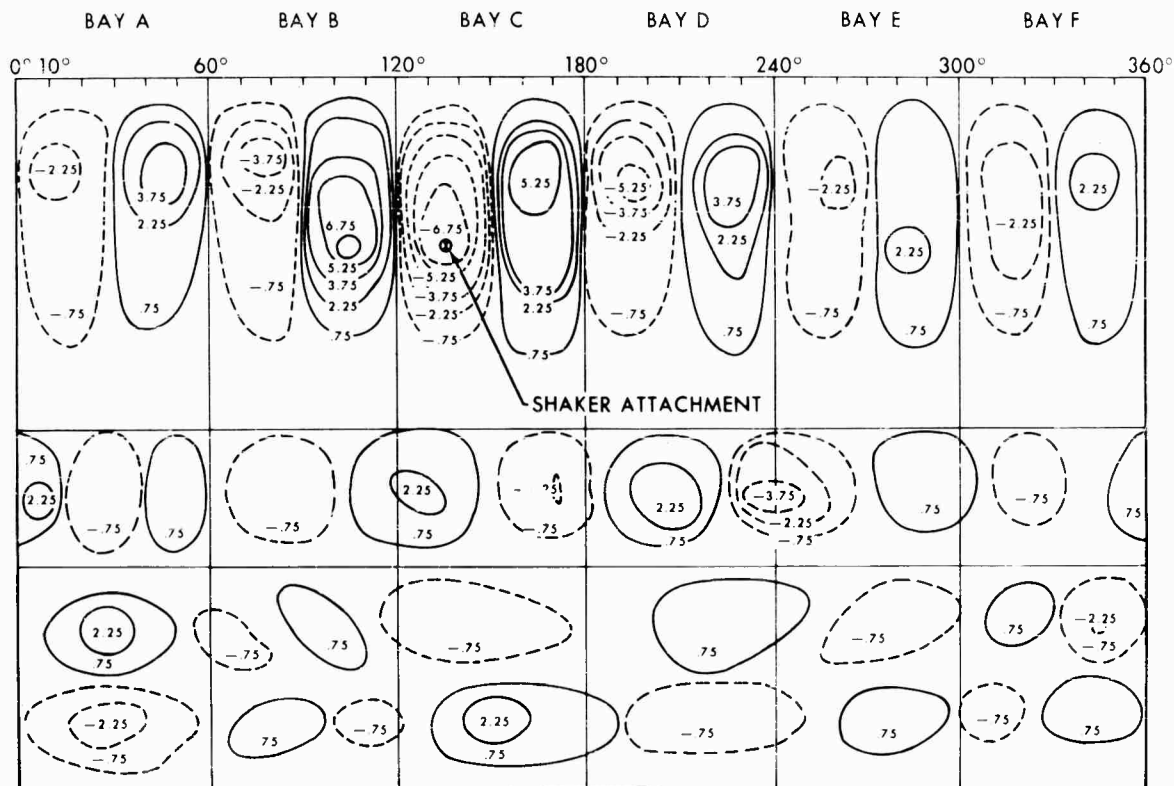 BAY A BAY B BAY C BAY D BAY E BAY F
0° 10° 60° 120° 180° 240° 300° 360°
−2.25 3.75 2.25 −.75 .75
−3.75 −2.25 −.75 6.75 5.25 3.75 2.25 .75
−6.75 −5.25 −3.75 −2.25 −.75 5.25 3.75 2.25 .75
−5.25 −3.75 −2.25 −.75 3.75 2.25 .75
−2.25 −.75 2.25 .75
−2.25 −.75 2.25 .75
SHAKER ATTACHMENT
.75 2.25 −.75 .75 −.75 2.25 .75 −.75 2.25 .75 −3.75 −2.25 −.75 .75 −.75 .75
2.25 .75 −.75 .75 −.75 .75 −.75 .75 −2.25 −.75
−2.25 −.75 .75 −.75 2.25 .75 −.75 .75 −.75 .75